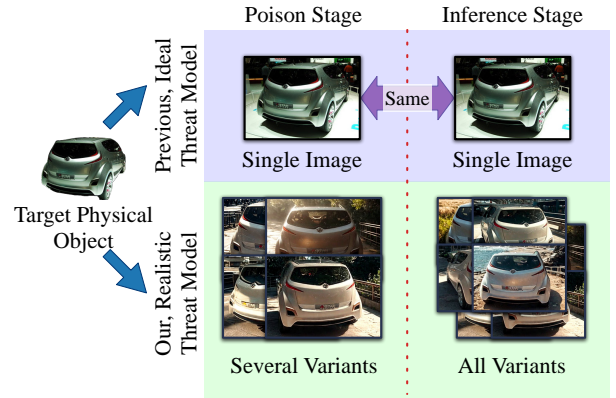 Poison Stage
Inference Stage
Previous, Ideal
Threat Model
Same
Single Image
Single Image
Target Physical
Object
Our, Realistic
Threat Model
Several Variants
All Variants